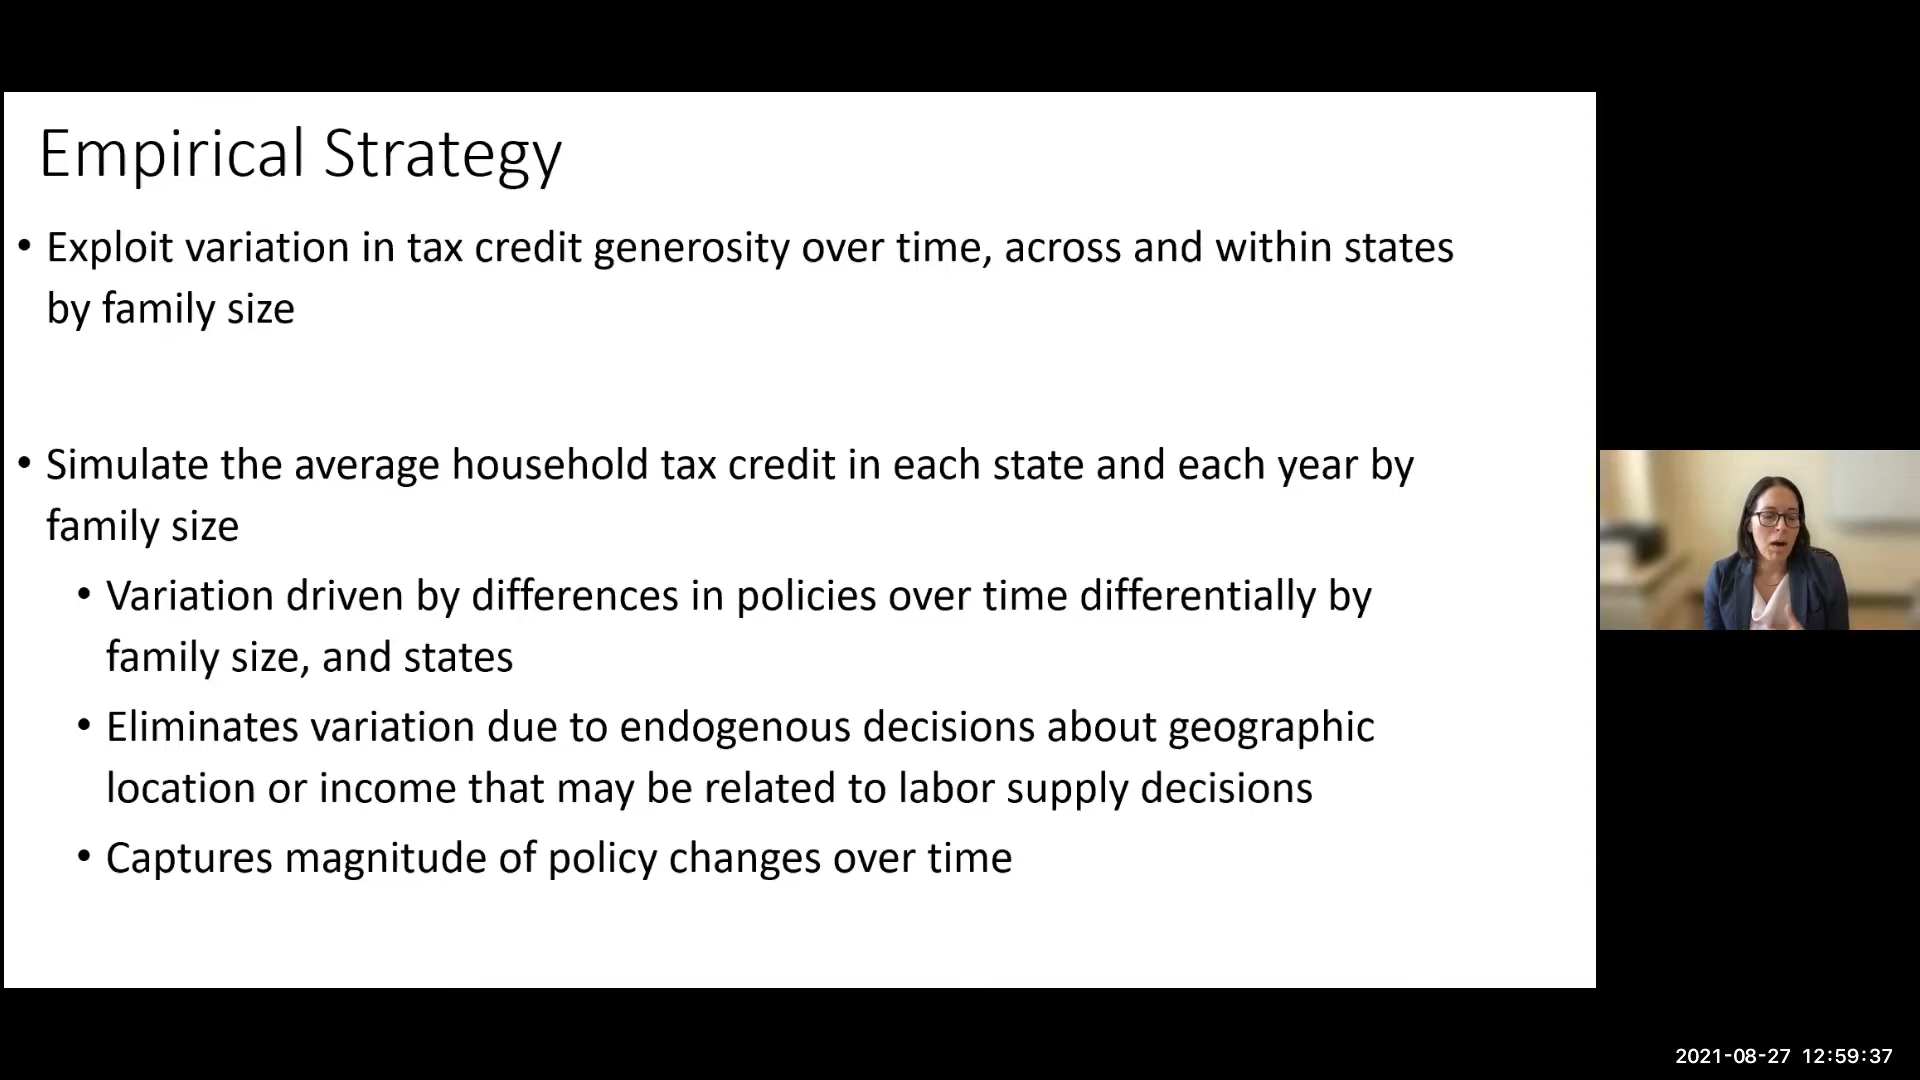 Empirical Strategy
• Exploit variation in tax credit generosity over time, across and within states
by family size
• Simulate the average household tax credit in each state and each year by
family size
• Variation driven by differences in policies over time differentially by
family size, and states
• Eliminates variation due to endogenous decisions about geographic
location or income that may be related to labor supply decisions
• Captures magnitude of policy changes over time
2021-08-27 12:59:37